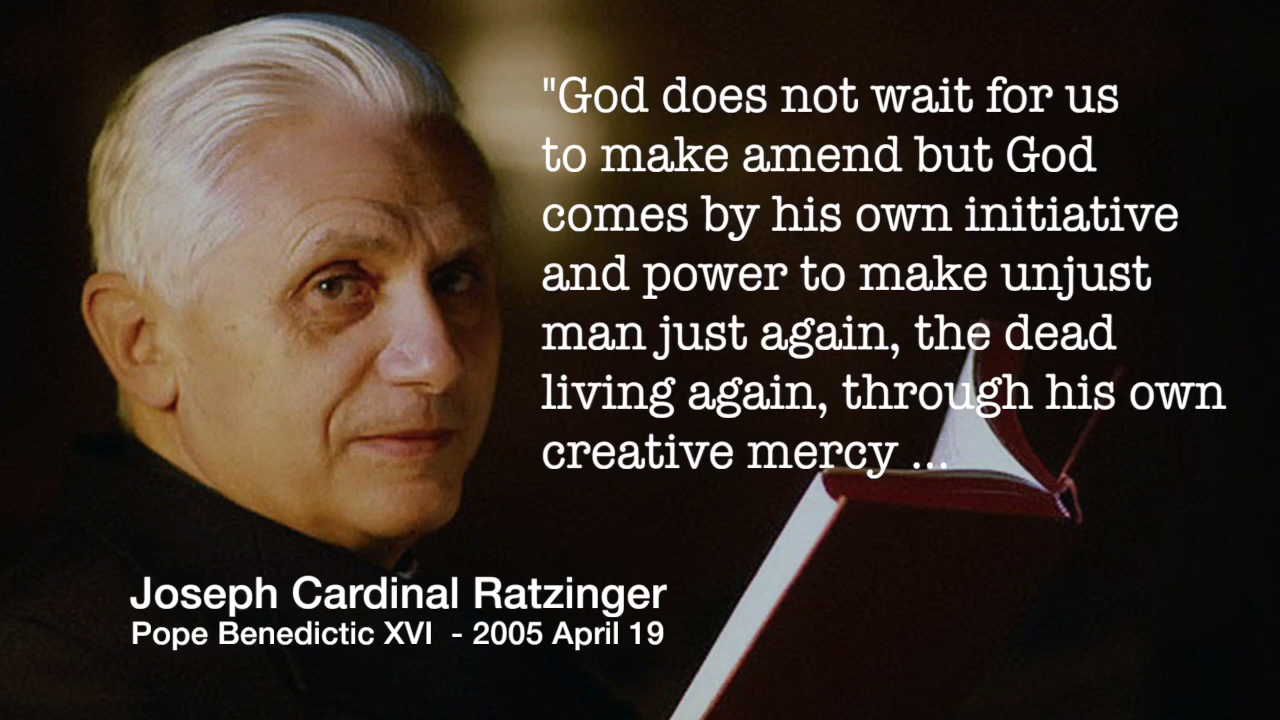 "God does not wait for us
to make amend but God
comes by his own initiative
and power to make unjust
man just again, the dead
living again, through his own
creative mercy ...
Joseph Cardinal Ratzinger
Pope Benedictic XVI  - 2005 April 19